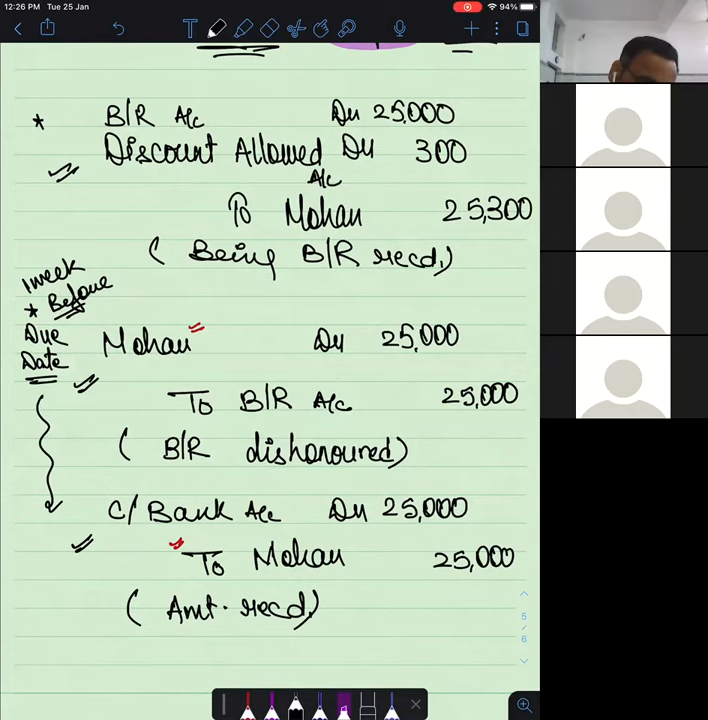 12:26 PM Tue 25 Jan
94%
* B/R A/c Dr 25,000
Discount Allowed Dr 300
A/c
To Mohan 25,300
( Being B/R recd.)
1 week
* Before
Due
Date
Mohan Dr 25,000
To B/R A/c 25,000
( B/R dishonoured)
C/ Bank A/c Dr 25,000
To Mohan 25,000
( Amt. recd.)
5
/
6